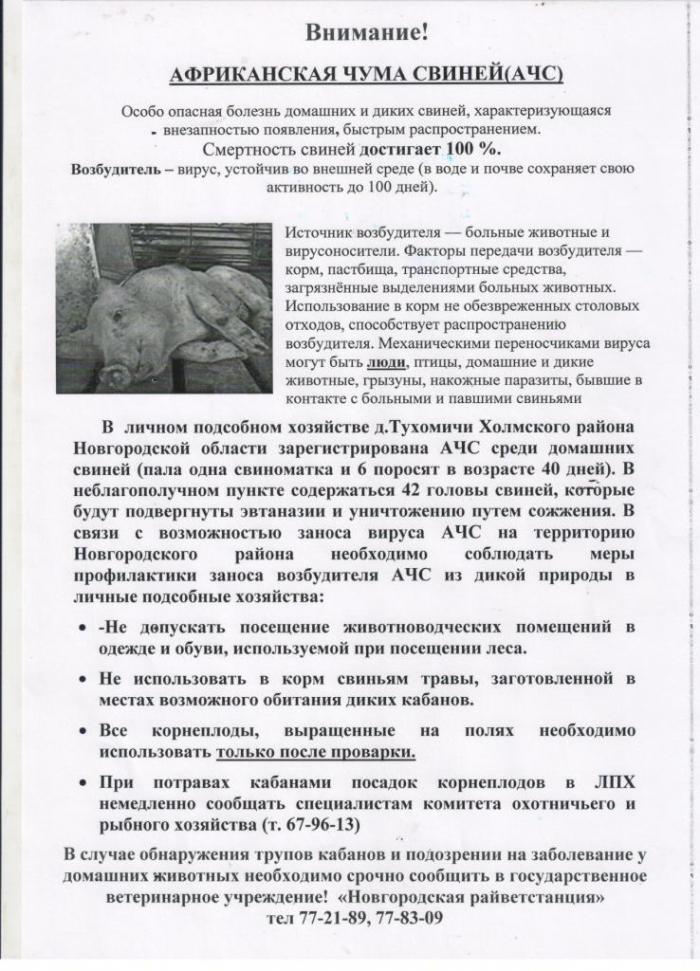 Внимание!
АФРИКАНСКАЯ ЧУМА СВИНЕЙ(АЧС)
Особо опасная болезнь домашних и диких свиней, характеризующаяся
внезапностью появления, быстрым распространением.
Смертность свиней достигает 100 %.
Возбудитель – вирус, устойчив во внешней среде (в воде и почве сохраняет свою
активность до 100 дней).
Источник возбудителя — больные животные и
вирусоносители. Факторы передачи возбудителя —
корм, пастбища, транспортные средства,
загрязнённые выделениями больных животных.
Использование в корм не обезвреженных столовых
отходов, способствует распространению
возбудителя. Механическими переносчиками вируса
могут быть люди, птицы, домашние и дикие
животные, грызуны, накожные паразиты, бывшие в
контакте с больными и павшими свиньями
В личном подсобном хозяйстве д.Тухомичи Холмского района
Новгородской области зарегистрирована АЧС среди домашних
свиней (пала одна свиноматка и 6 поросят в возрасте 40 дней). В
неблагополучном пункте содержаться 42 головы свиней, которые
будут подвергнуты эвтаназии и уничтожению путем сожжения. В
связи с возможностью заноса вируса АЧС на территорию
Новгородского района необходимо соблюдать меры
профилактики заноса возбудителя АЧС из дикой природы в
личные подсобные хозяйства:
• -Не допускать посещение животноводческих помещений в
одежде и обуви, используемой при посещении леса.
• Не использовать в корм свиньям травы, заготовленной в
местах возможного обитания диких кабанов.
• Все корнеплоды, выращенные на полях необходимо
использовать только после проварки.
• При потравах кабанами посадок корнеплодов в ЛПХ
немедленно сообщать специалистам комитета охотничьего и
рыбного хозяйства (т. 67-96-13)
В случае обнаружения трупов кабанов и подозрении на заболевание у
домашних животных необходимо срочно сообщить в государственное
ветеринарное учреждение! «Новгородская райветстанция»
тел 77-21-89, 77-83-09